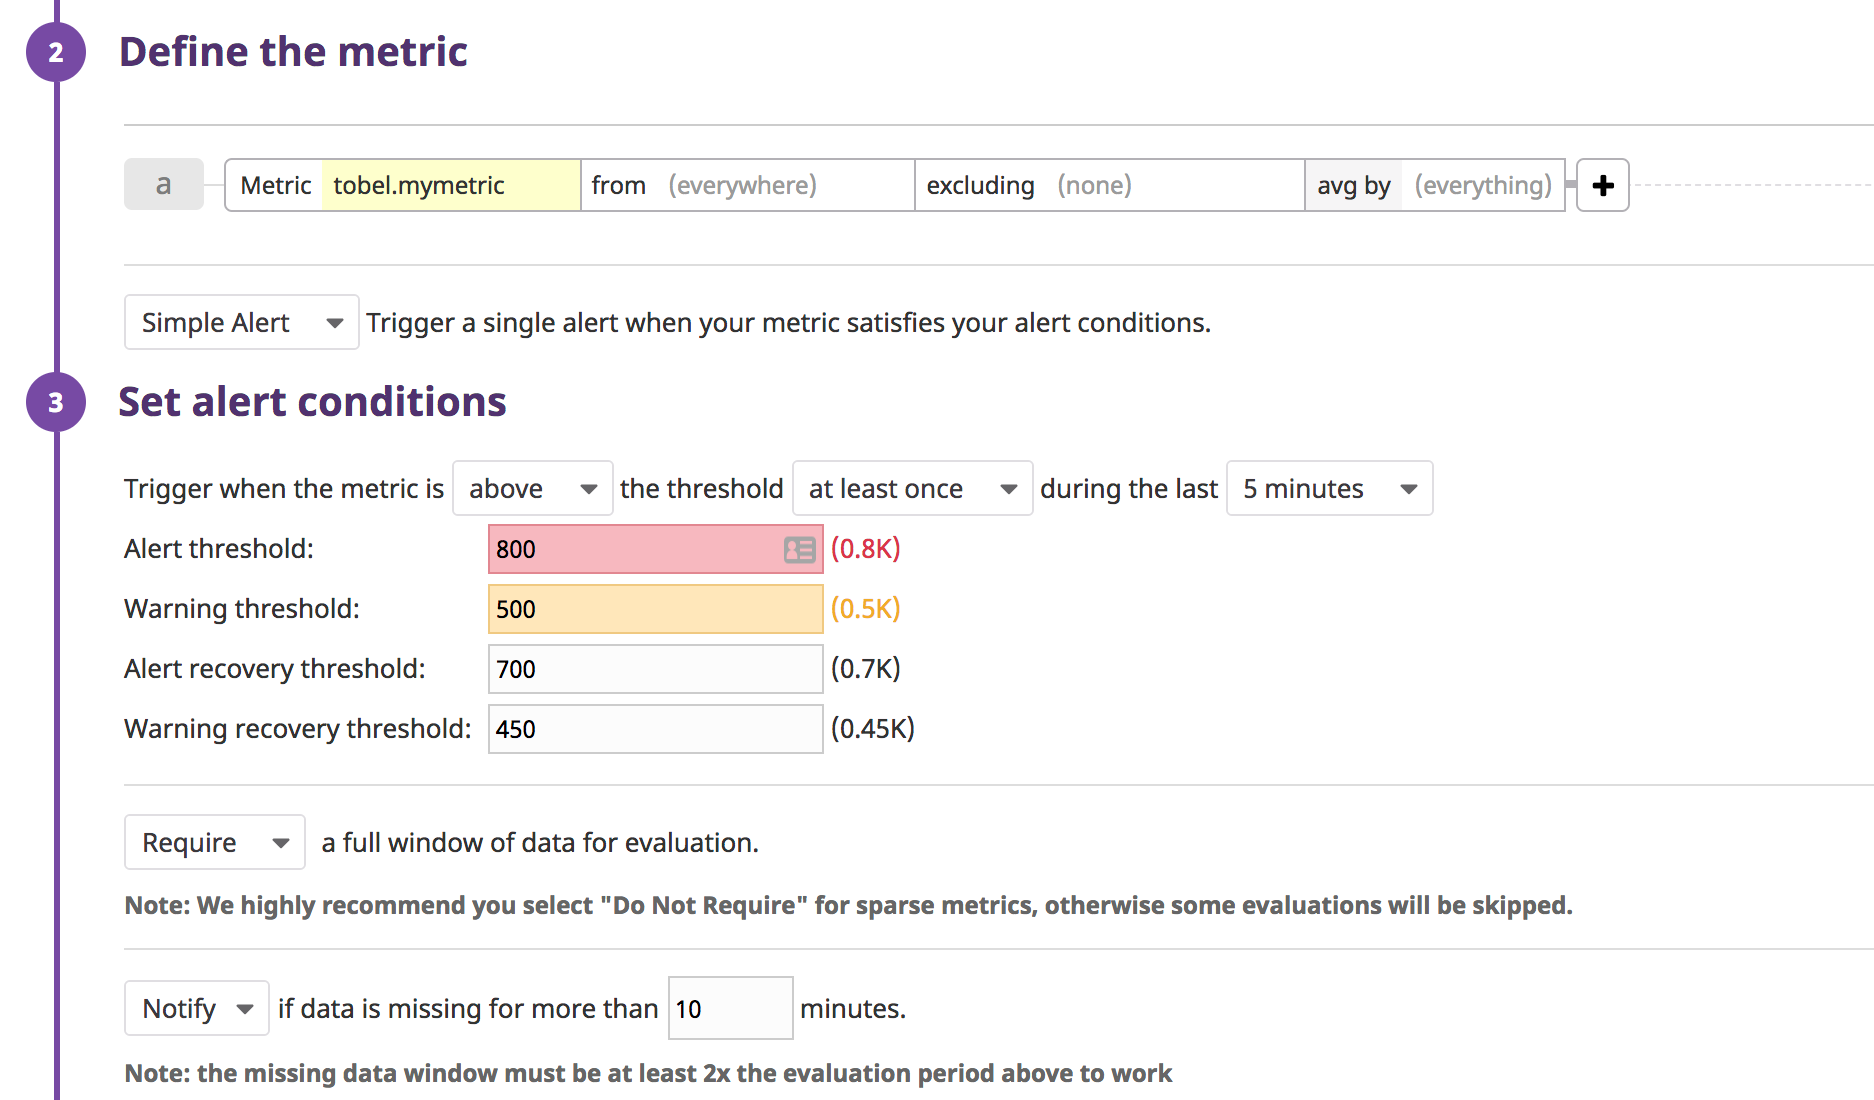 2 Define the metric
a Metric tobel.mymetric from (everywhere) excluding (none) avg by (everything) +
Simple Alert Trigger a single alert when your metric satisfies your alert conditions.
3 Set alert conditions
Trigger when the metric is above the threshold at least once during the last 5 minutes
Alert threshold: 800 (0.8K)
Warning threshold: 500 (0.5K)
Alert recovery threshold: 700 (0.7K)
Warning recovery threshold: 450 (0.45K)
Require a full window of data for evaluation.
Note: We highly recommend you select "Do Not Require" for sparse metrics, otherwise some evaluations will be skipped.
Notify if data is missing for more than 10 minutes.
Note: the missing data window must be at least 2x the evaluation period above to work